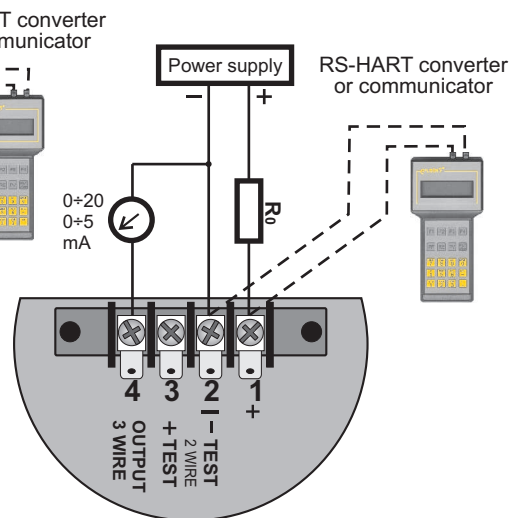 T converter
municator
Power supply
− +
RS-HART converter
or communicator
0÷20
0÷5
mA
R₀
4 3 2 1
− +
OUTPUT
3 WIRE
+ TEST
− TEST
2 WIRE